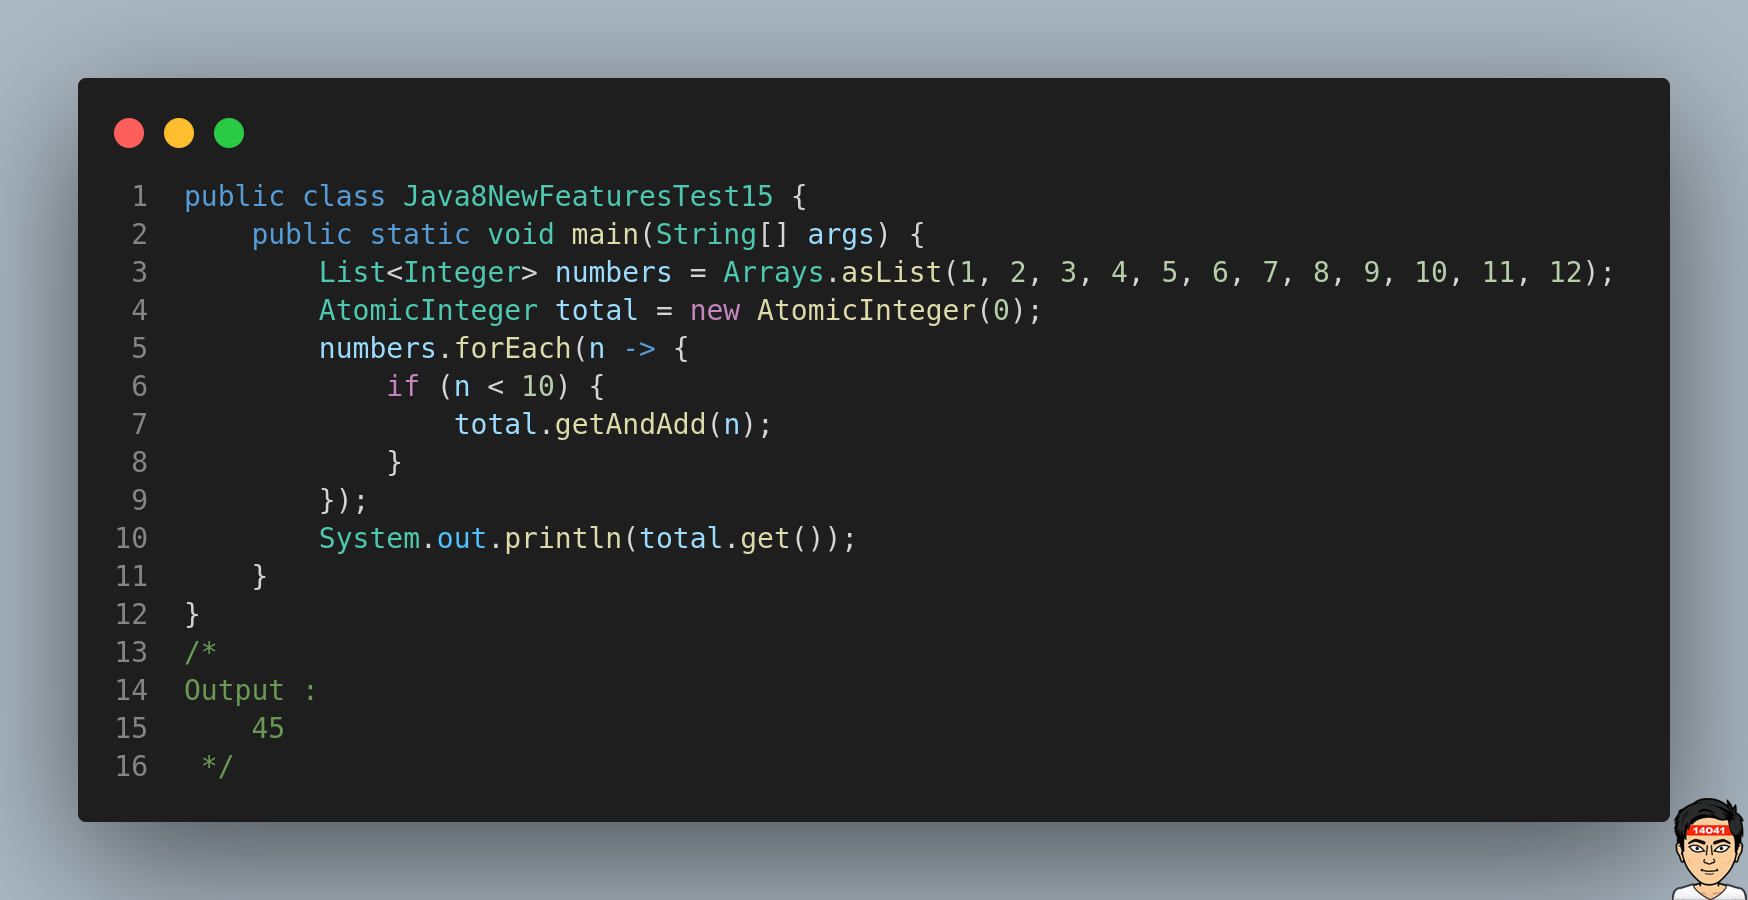 1 public class Java8NewFeaturesTest15 {
2     public static void main(String[] args) {
3         List<Integer> numbers = Arrays.asList(1, 2, 3, 4, 5, 6, 7, 8, 9, 10, 11, 12);
4         AtomicInteger total = new AtomicInteger(0);
5         numbers.forEach(n -> {
6             if (n < 10) {
7                 total.getAndAdd(n);
8             }
9         });
10         System.out.println(total.get());
11     }
12 }
13 /*
14 Output :
15     45
16  */
14041